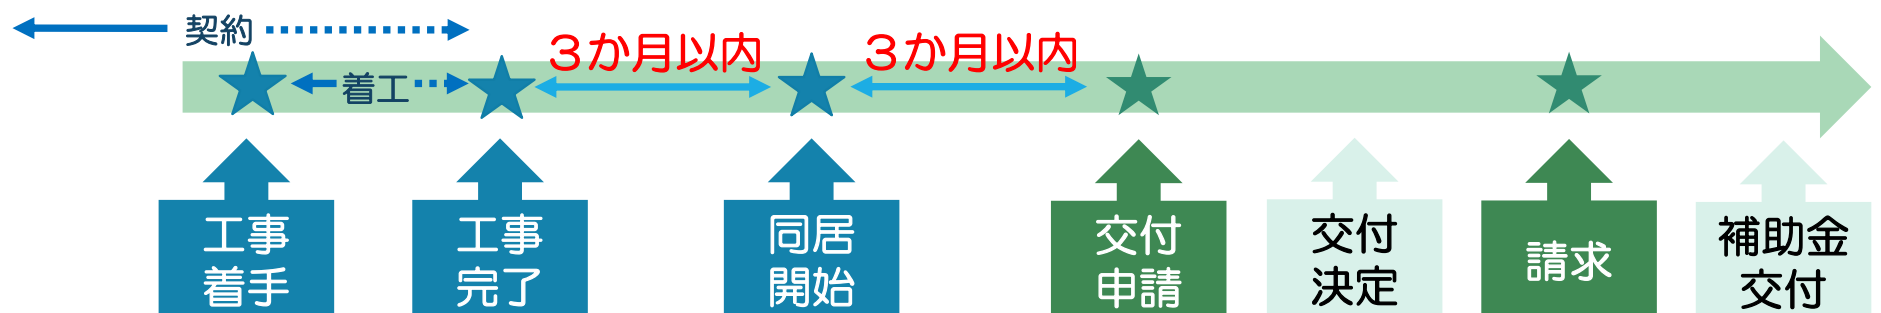 契約
3か月以内
3か月以内
着工
工事
着手
工事
完了
同居
開始
交付
申請
交付
決定
請求
補助金
交付